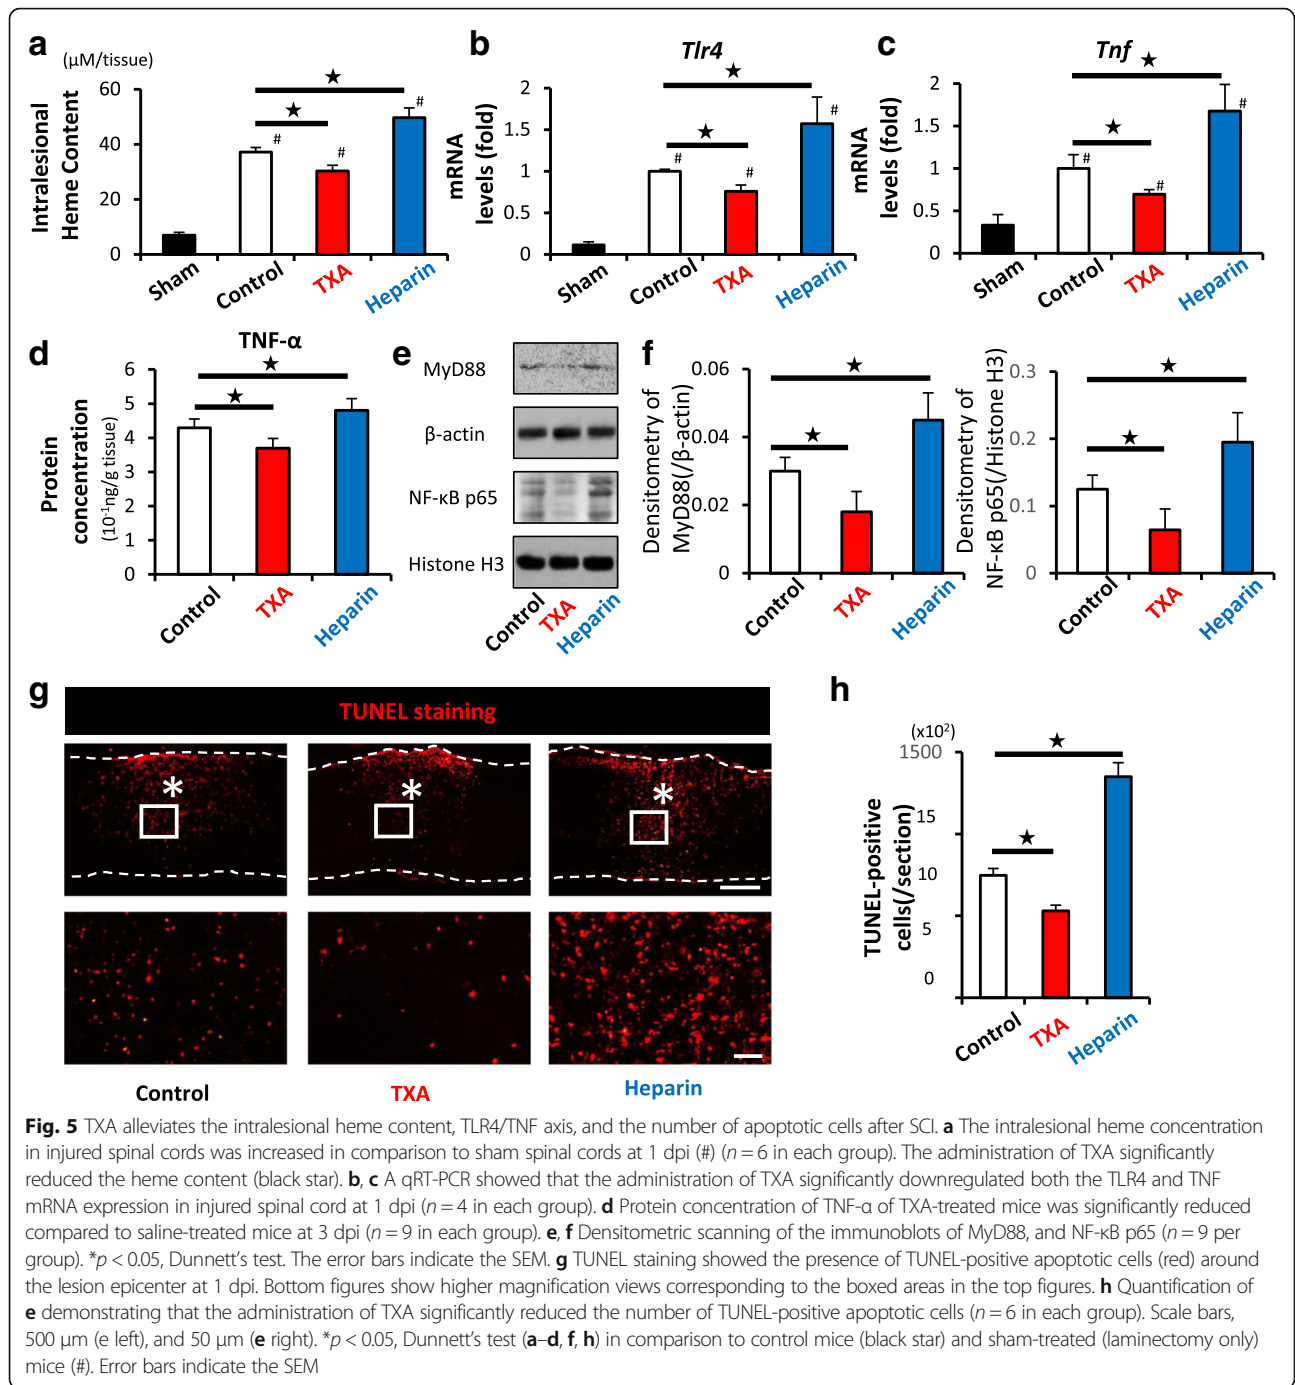 a
(μM/tissue)
Intralesional
Heme Content
60
40
20
0
★
★
#
#
#
Sham
Control
TXA
Heparin
b
Tlr4
mRNA
levels (fold)
2
1.5
1
0.5
0
★
★
#
#
#
Sham
Control
TXA
Heparin
c
Tnf
mRNA
levels (fold)
2
1.5
1
0.5
0
★
★
#
#
#
Sham
Control
TXA
Heparin
d
TNF-α
Protein
concentration
(10-1ng/g tissue)
6
5
4
3
2
1
0
★
★
Control
TXA
Heparin
e
MyD88
β-actin
NF-κB p65
Histone H3
Control
TXA
Heparin
f
Densitometry of
MyD88(/β-actin)
0.06
0.04
0.02
0
★
★
Control
TXA
Heparin
Densitometry of
NF-κB p65(/Histone H3)
0.3
0.2
0.1
0
★
★
Control
TXA
Heparin
g
TUNEL staining
*
*
*
Control
TXA
Heparin
h
(x10²)
TUNEL-positive
cells(/section)
1500
15
10
5
0
★
★
Control
TXA
Heparin
Fig. 5 TXA alleviates the intralesional heme content, TLR4/TNF axis, and the number of apoptotic cells after SCI. a The intralesional heme concentration
in injured spinal cords was increased in comparison to sham spinal cords at 1 dpi (#) (n = 6 in each group). The administration of TXA significantly
reduced the heme content (black star). b, c A qRT-PCR showed that the administration of TXA significantly downregulated both the TLR4 and TNF
mRNA expression in injured spinal cord at 1 dpi (n = 4 in each group). d Protein concentration of TNF-α of TXA-treated mice was significantly reduced
compared to saline-treated mice at 3 dpi (n = 9 in each group). e, f Densitometric scanning of the immunoblots of MyD88, and NF-κB p65 (n = 9 per
group). *p < 0.05, Dunnett's test. The error bars indicate the SEM. g TUNEL staining showed the presence of TUNEL-positive apoptotic cells (red) around
the lesion epicenter at 1 dpi. Bottom figures show higher magnification views corresponding to the boxed areas in the top figures. h Quantification of
e demonstrating that the administration of TXA significantly reduced the number of TUNEL-positive apoptotic cells (n = 6 in each group). Scale bars,
500 μm (e left), and 50 μm (e right). *p < 0.05, Dunnett's test (a–d, f, h) in comparison to control mice (black star) and sham-treated (laminectomy only)
mice (#). Error bars indicate the SEM